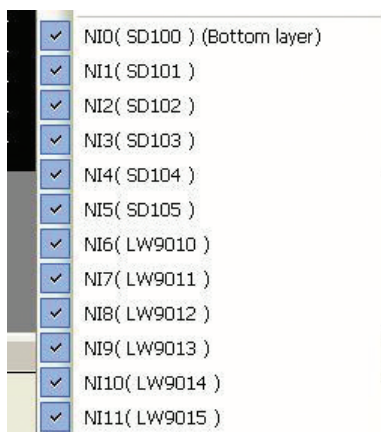 NI0( SD100 ) (Bottom layer)
NI1( SD101 )
NI2( SD102 )
NI3( SD103 )
NI4( SD104 )
NI5( SD105 )
NI6( LW9010 )
NI7( LW9011 )
NI8( LW9012 )
NI9( LW9013 )
NI10( LW9014 )
NI11( LW9015 )